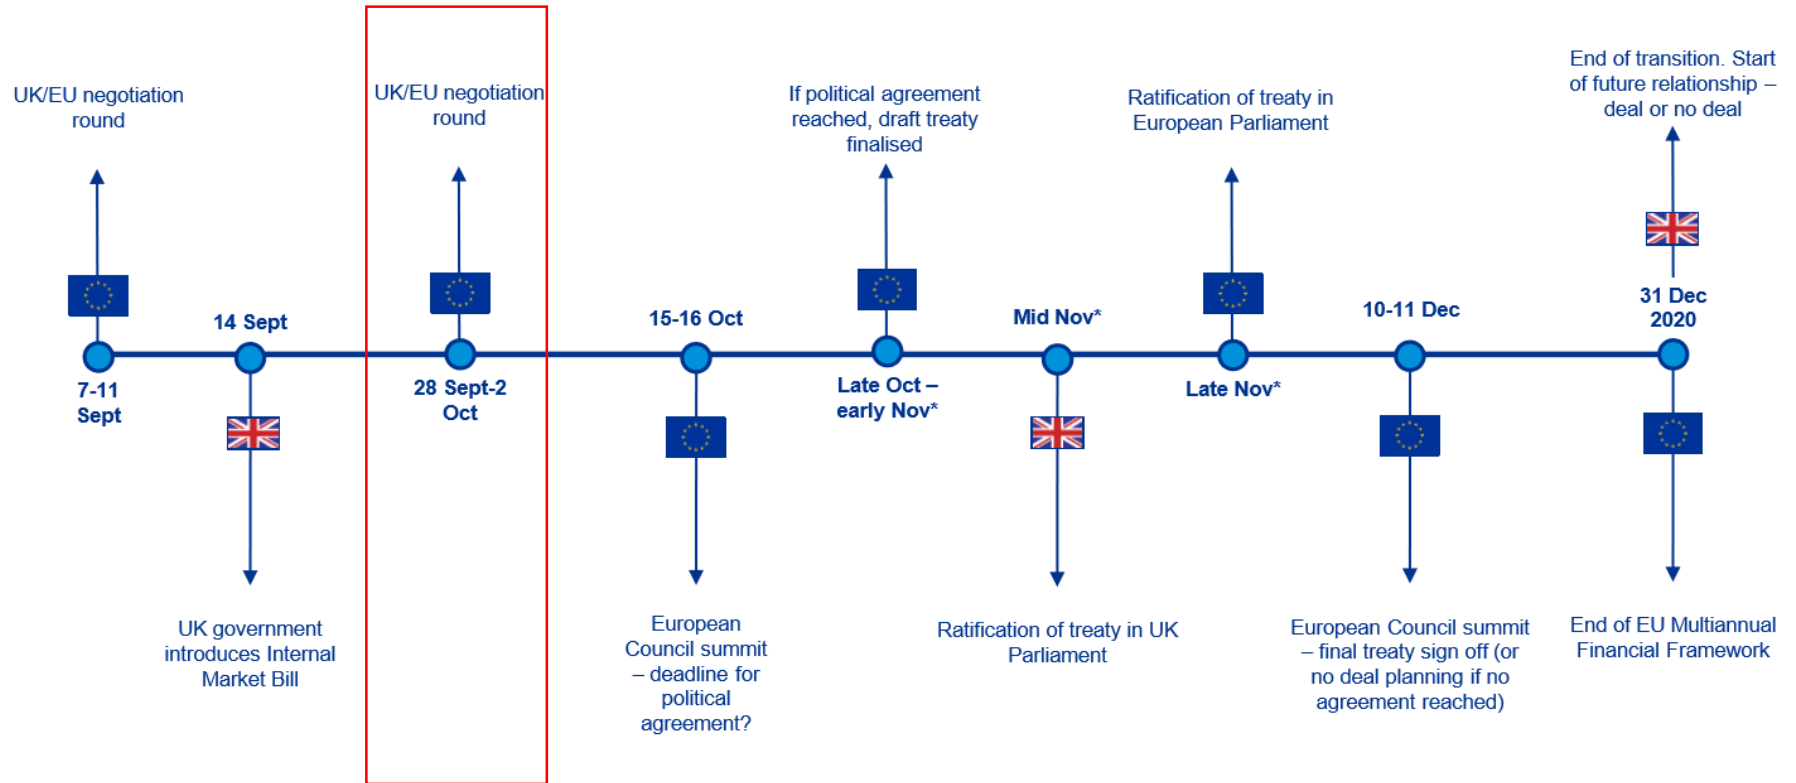 UK/EU negotiation
round
7-11
Sept
14 Sept
UK government
introduces Internal
Market Bill
UK/EU negotiation
round
28 Sept-2
Oct
15-16 Oct
European
Council summit
– deadline for
political
agreement?
If political agreement
reached, draft treaty
finalised
Late Oct –
early Nov*
Mid Nov*
Ratification of treaty in UK
Parliament
Ratification of treaty in
European Parliament
Late Nov*
10-11 Dec
European Council summit
– final treaty sign off (or
no deal planning if no
agreement reached)
End of transition. Start
of future relationship –
deal or no deal
31 Dec
2020
End of EU Multiannual
Financial Framework